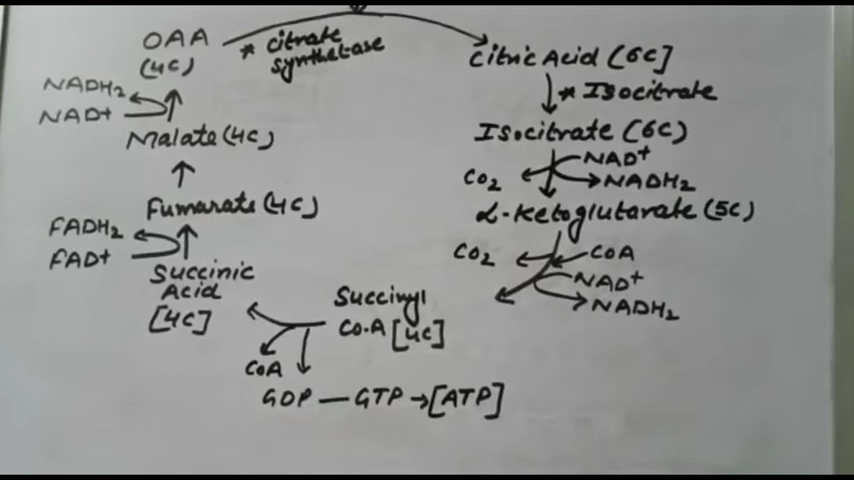 OAA
(4C)
* citrate
synthetase
Citric Acid [6C]
* Isocitrate
NADH₂
NAD+
Malate (4C)
Isocitrate (6C)
NAD+
CO₂
NADH₂
Fumarate (4C)
α-Ketoglutarate (5C)
FADH₂
FAD+
CO₂
COA
NAD+
NADH₂
Succinic
Acid
[4C]
Succinyl
CO-A [4C]
COA
GDP — GTP → [ATP]